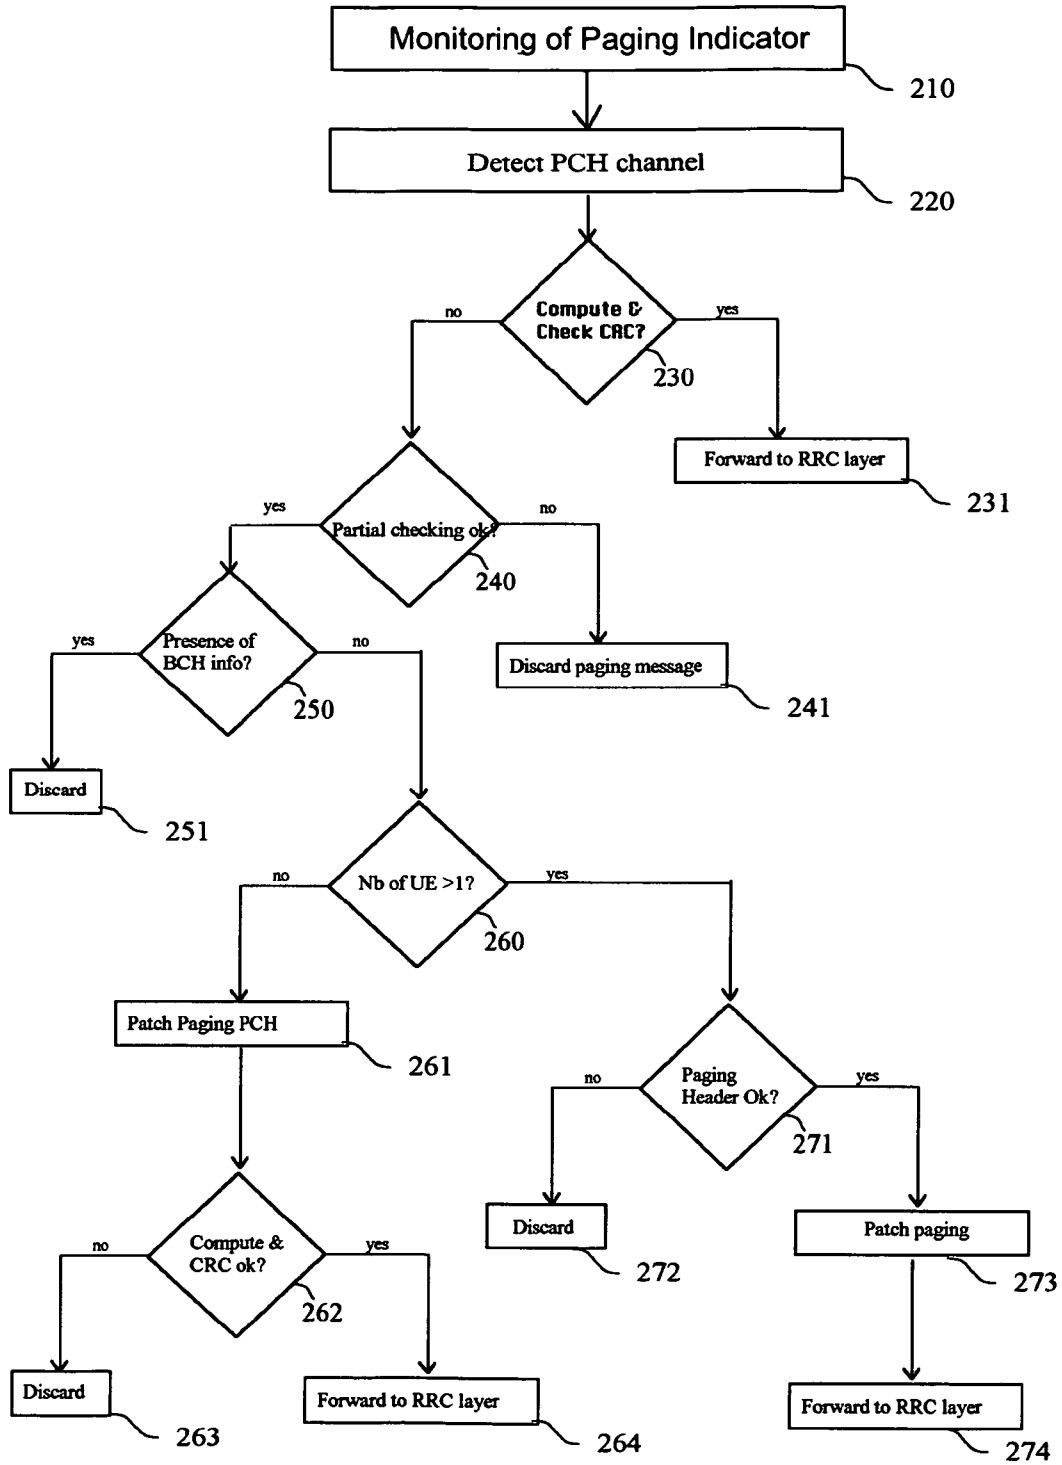 Monitoring of Paging Indicator
210
Detect PCH channel
220
Compute &
Check CRC?
no
yes
230
Forward to RRC layer
231
Partial checking ok?
yes
no
240
Discard paging message
241
Presence of
BCH info?
yes
no
250
Discard
251
Nb of UE >1?
no
yes
260
Patch Paging PCH
261
Paging
Header Ok?
no
yes
271
Discard
272
Patch paging
273
Compute &
CRC ok?
no
yes
262
Discard
263
Forward to RRC layer
264
Forward to RRC layer
274